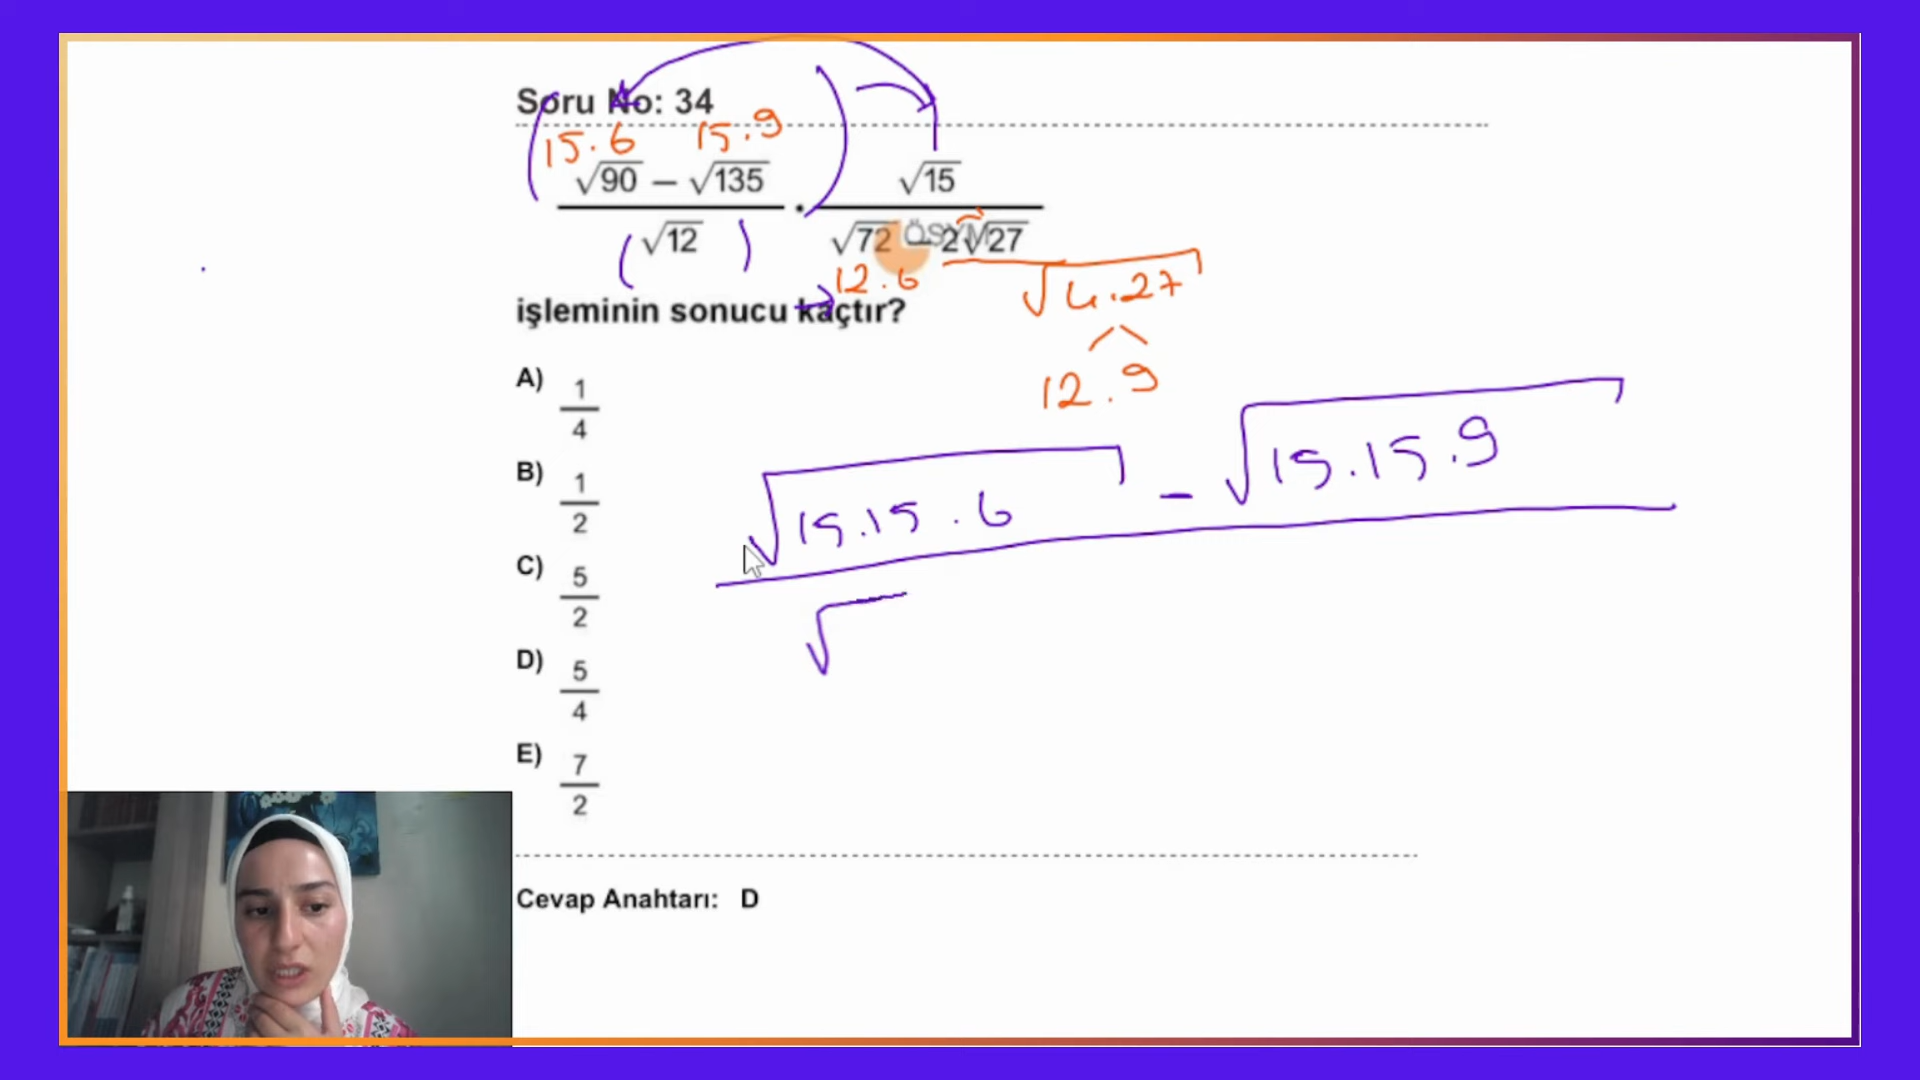 Soru No: 34
15.6 15.9
√90 − √135
√12
.
√15
√72 − 2√27
ÖSYM
12.6
√4.27
12.9
işleminin sonucu kaçtır?
A) 1/4
B) 1/2
C) 5/2
D) 5/4
E) 7/2
√15.15.6 − √15.15.9
√
Cevap Anahtarı: D